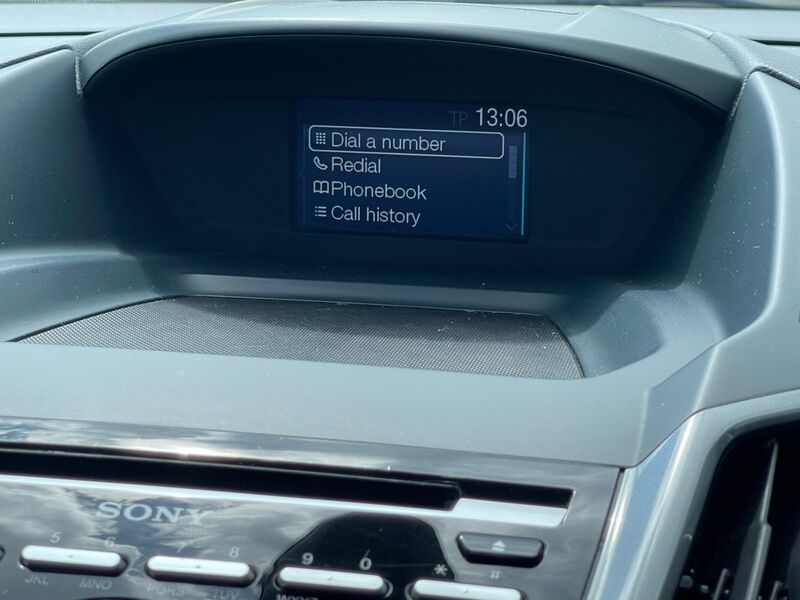 TP 13:06
Dial a number
Redial
Phonebook
Call history
SONY
5 6 7 8 9 0 * #
JKL MNO PQRS TUV WXYZ